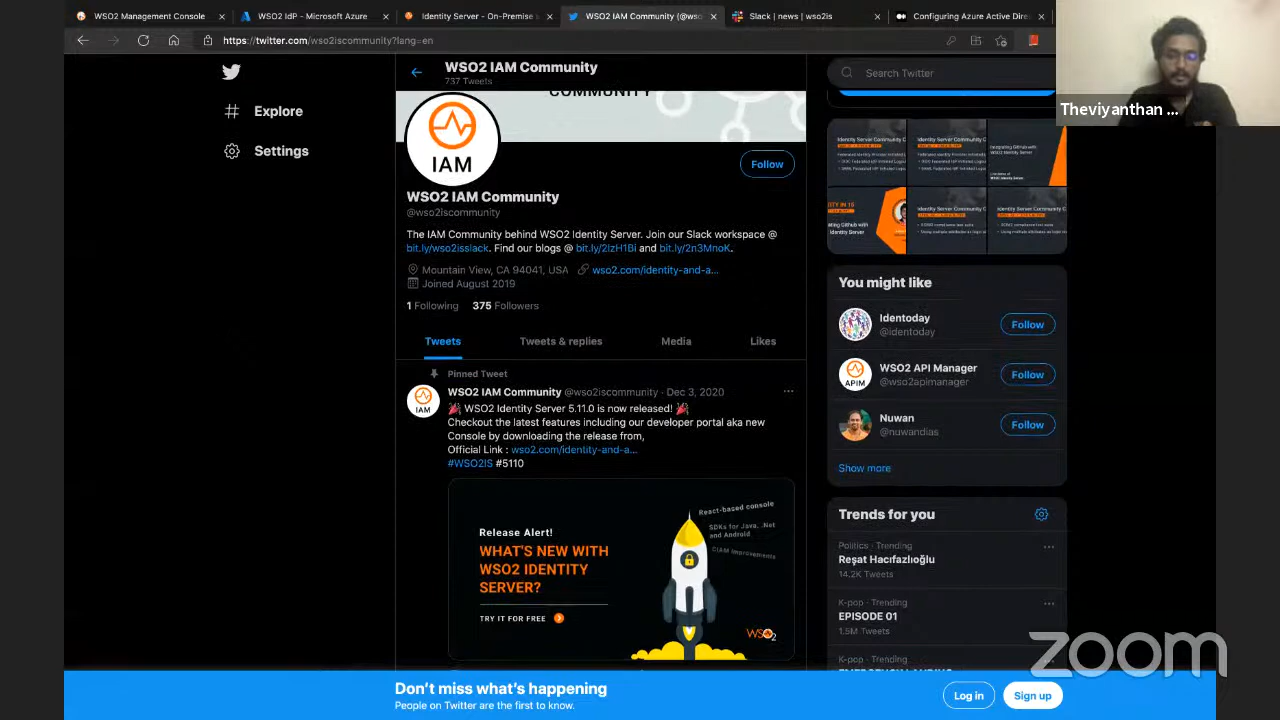 WSO2 Management Console
WSO2 IdP - Microsoft Azure
Identity Server - On-Premise
WSO2 IAM Community (@wso
Slack | news | wso2is
Configuring Azure Active Dire
https://twitter.com/wso2iscommunity?lang=en
Theviyanthan ...
Explore
Settings
WSO2 IAM Community
737 Tweets
COMMUNITY
IAM
Follow
WSO2 IAM Community
@wso2iscommunity
The IAM Community behind WSO2 Identity Server. Join our Slack workspace @
bit.ly/wso2isslack. Find our blogs @ bit.ly/2IzH1Bi and bit.ly/2n3MnoK.
Mountain View, CA 94041, USA wso2.com/identity-and-a...
Joined August 2019
1 Following 375 Followers
Tweets
Tweets & replies
Media
Likes
Pinned Tweet
IAM
WSO2 IAM Community @wso2iscommunity · Dec 3, 2020
WSO2 Identity Server 5.11.0 is now released!
Checkout the latest features including our developer portal aka new
Console by downloading the release from,
Official Link : wso2.com/identity-and-a...
#WSO2IS #5110
Release Alert!
WHAT'S NEW WITH
WSO2 IDENTITY
SERVER?
TRY IT FOR FREE
React-based console
SDKs for Java, .Net
and Android
CIAM Improvements
WSO2
Search Twitter
You might like
Identoday
@identoday
Follow
APIM
WSO2 API Manager
@wso2apimanager
Follow
Nuwan
@nuwandias
Follow
Show more
Trends for you
Politics · Trending
Reşat Hacıfazlıoğlu
14.2K Tweets
K-pop · Trending
EPISODE 01
1.5M Tweets
K-pop · Trending
zoom
Don't miss what's happening
People on Twitter are the first to know.
Log in
Sign up